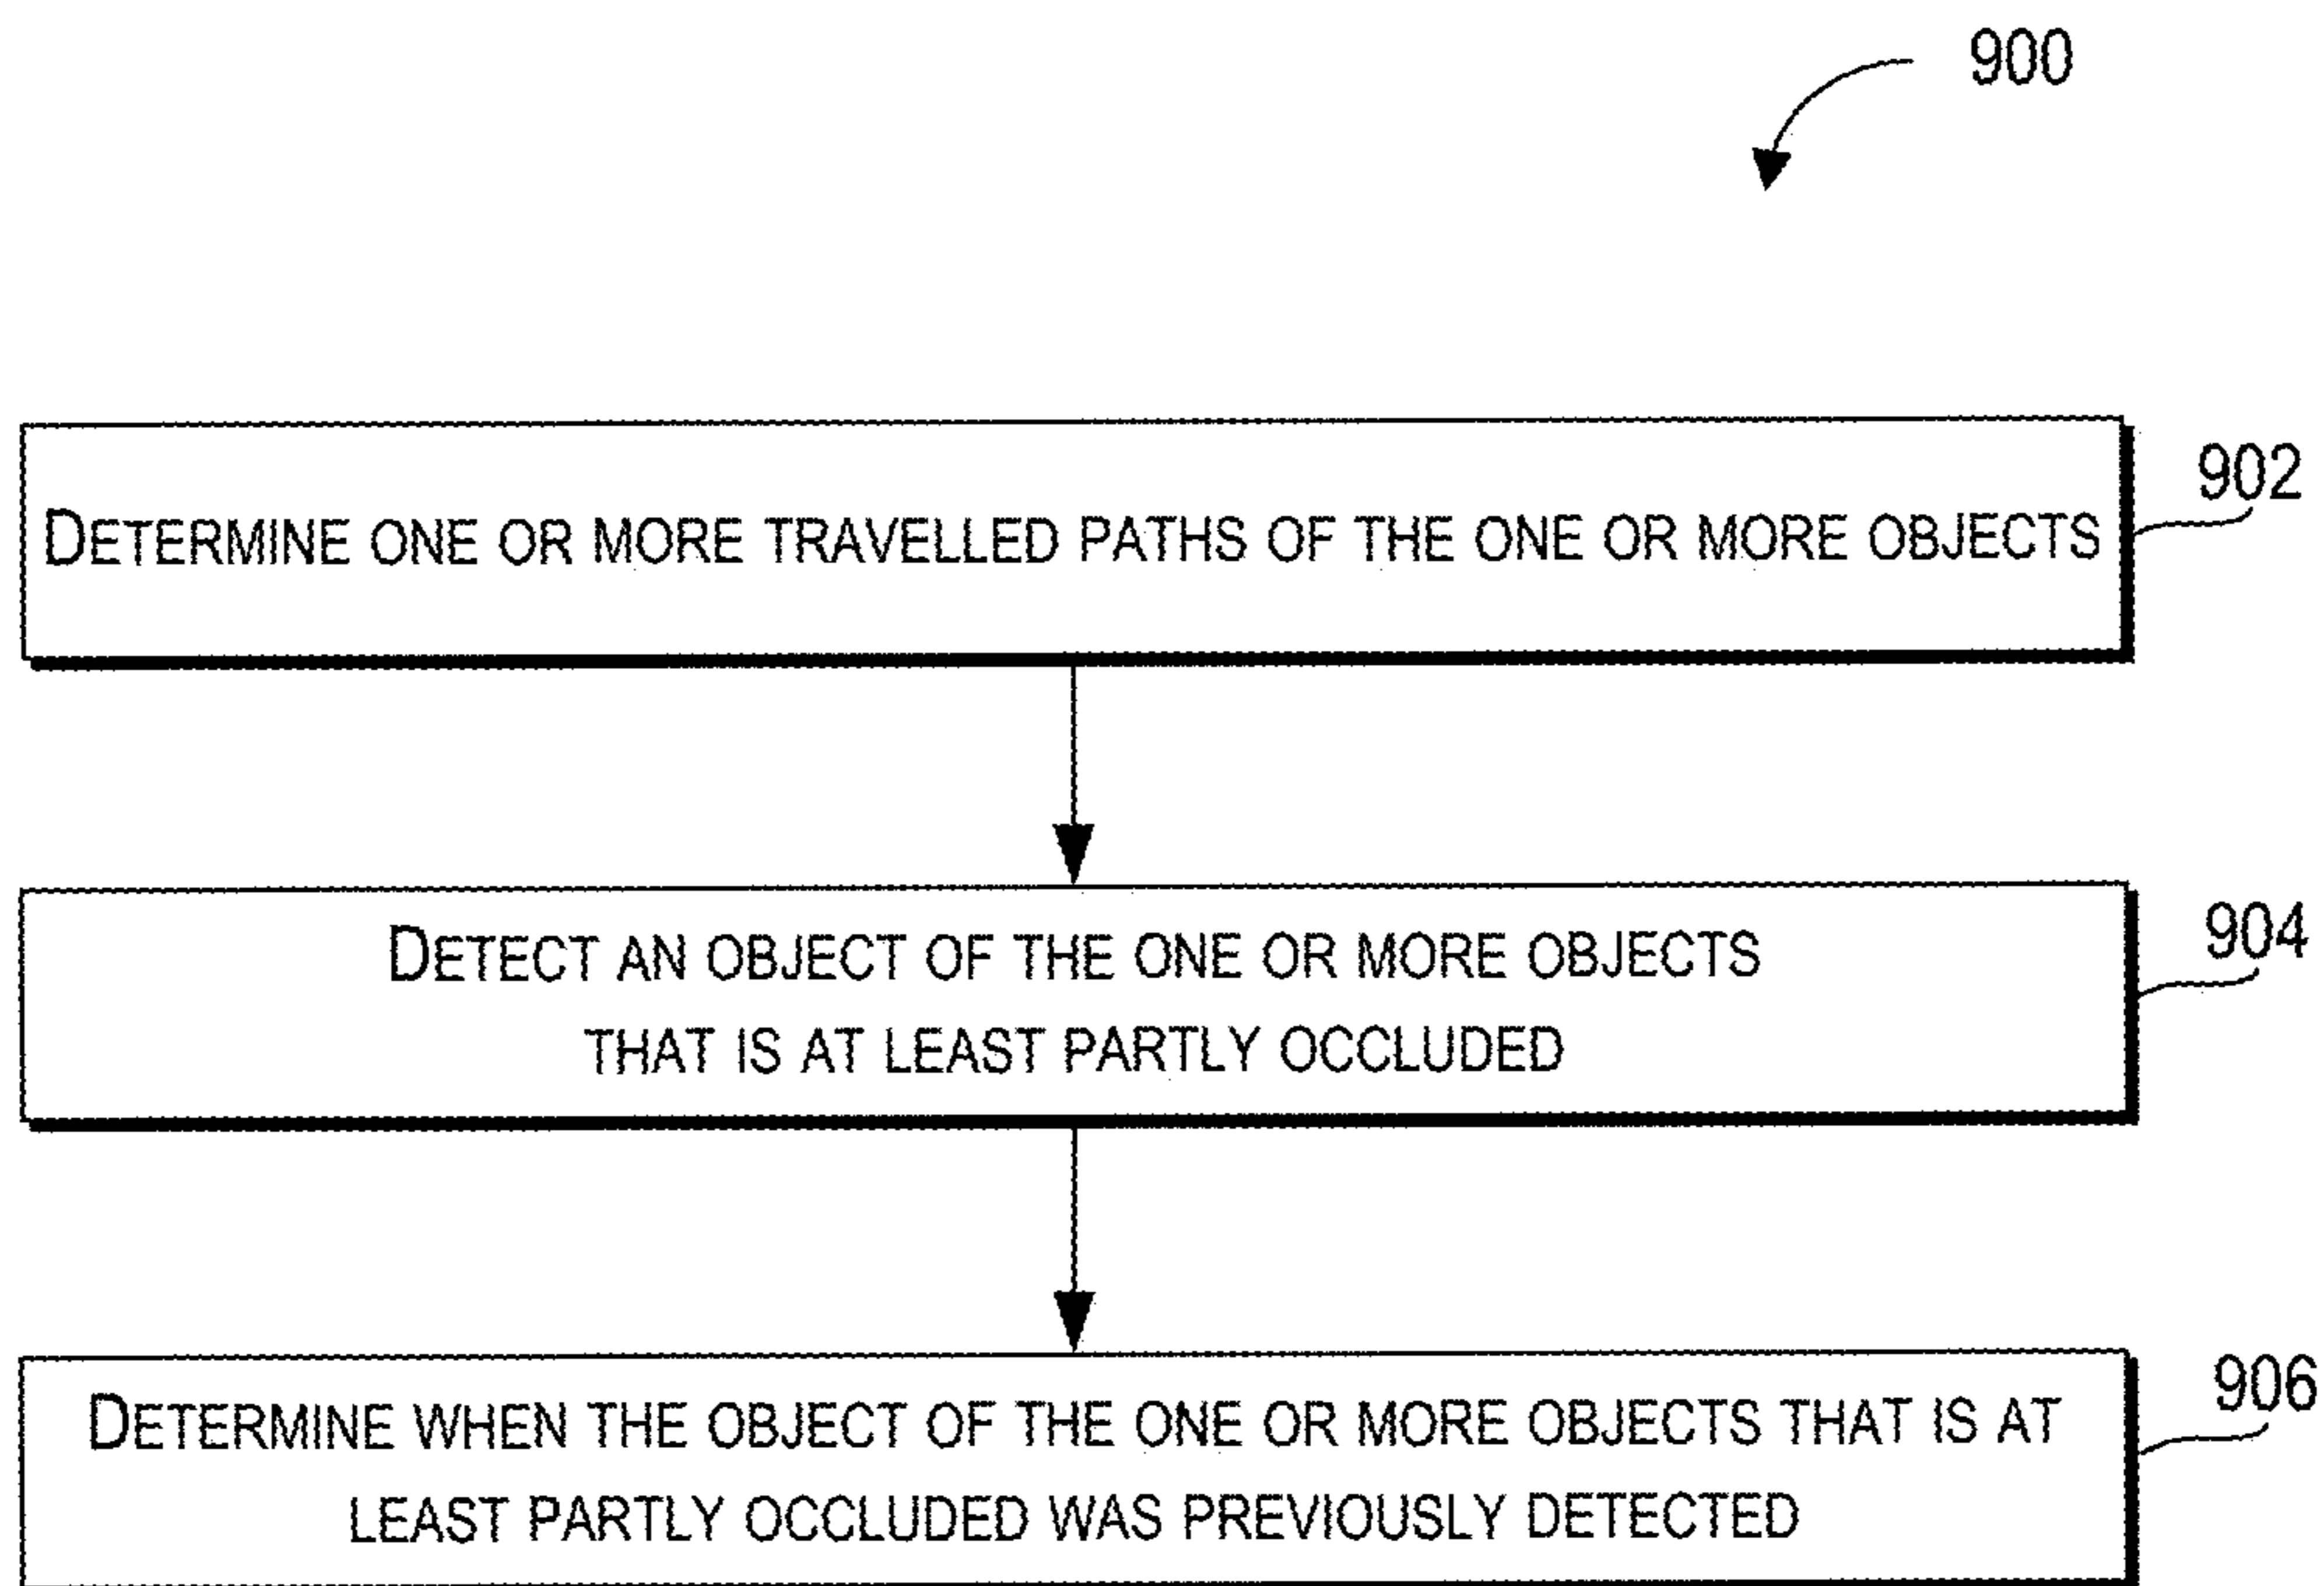 900
DETERMINE ONE OR MORE TRAVELLED PATHS OF THE ONE OR MORE OBJECTS
902
DETECT AN OBJECT OF THE ONE OR MORE OBJECTS
THAT IS AT LEAST PARTLY OCCLUDED
904
DETERMINE WHEN THE OBJECT OF THE ONE OR MORE OBJECTS THAT IS AT
LEAST PARTLY OCCLUDED WAS PREVIOUSLY DETECTED
906